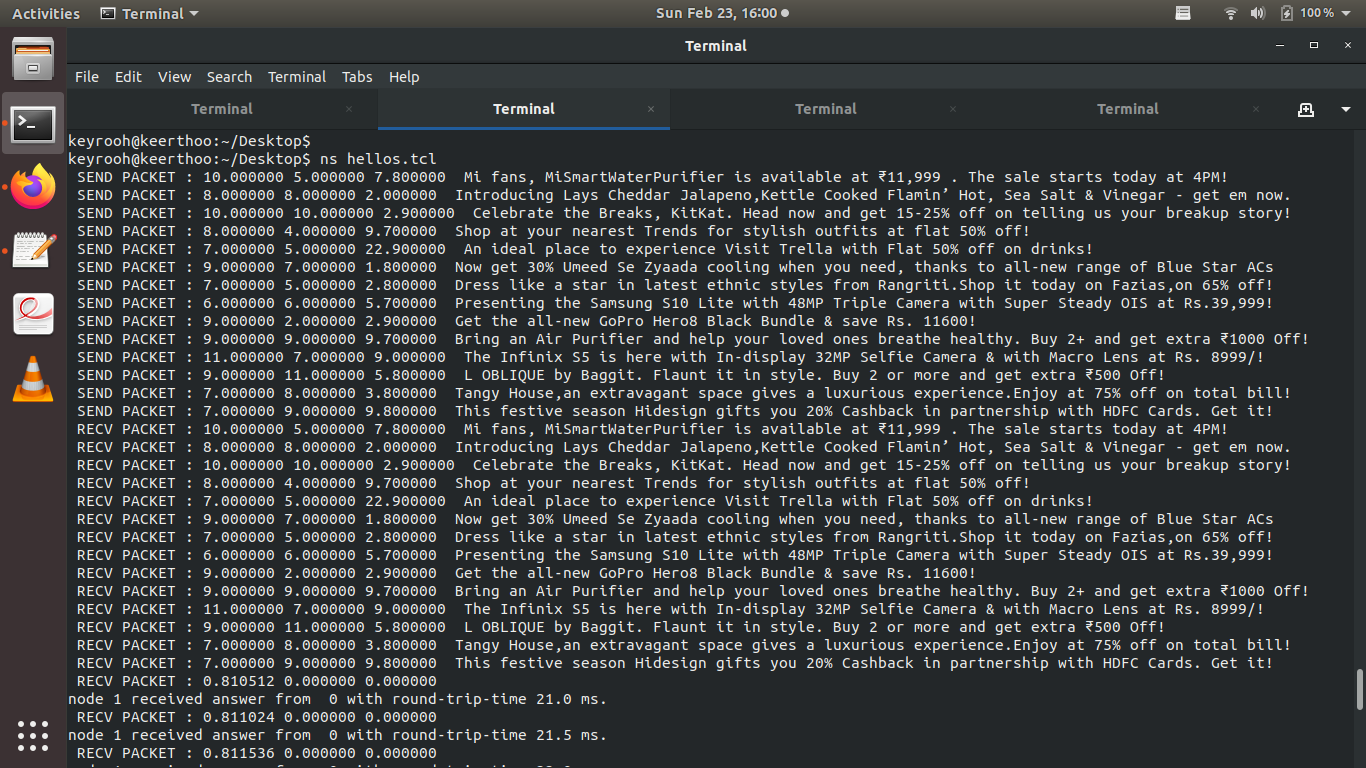 Activities Terminal Sun Feb 23, 16:00 100%
Terminal
File Edit View Search Terminal Tabs Help
Terminal Terminal Terminal Terminal
keyrooh@keerthoo:~/Desktop$
keyrooh@keerthoo:~/Desktop$ ns hellos.tcl
SEND PACKET : 10.000000 5.000000 7.800000 Mi fans, MiSmartWaterPurifier is available at ₹11,999 . The sale starts today at 4PM!
SEND PACKET : 8.000000 8.000000 2.000000 Introducing Lays Cheddar Jalapeno,Kettle Cooked Flamin’ Hot, Sea Salt & Vinegar - get em now.
SEND PACKET : 10.000000 10.000000 2.900000 Celebrate the Breaks, KitKat. Head now and get 15-25% off on telling us your breakup story!
SEND PACKET : 8.000000 4.000000 9.700000 Shop at your nearest Trends for stylish outfits at flat 50% off!
SEND PACKET : 7.000000 5.000000 22.900000 An ideal place to experience Visit Trella with Flat 50% off on drinks!
SEND PACKET : 9.000000 7.000000 1.800000 Now get 30% Umeed Se Zyaada cooling when you need, thanks to all-new range of Blue Star ACs
SEND PACKET : 7.000000 5.000000 2.800000 Dress like a star in latest ethnic styles from Rangriti.Shop it today on Fazias,on 65% off!
SEND PACKET : 6.000000 6.000000 5.700000 Presenting the Samsung S10 Lite with 48MP Triple Camera with Super Steady OIS at Rs.39,999!
SEND PACKET : 9.000000 2.000000 2.900000 Get the all-new GoPro Hero8 Black Bundle & save Rs. 11600!
SEND PACKET : 9.000000 9.000000 9.700000 Bring an Air Purifier and help your loved ones breathe healthy. Buy 2+ and get extra ₹1000 Off!
SEND PACKET : 11.000000 7.000000 9.000000 The Infinix S5 is here with In-display 32MP Selfie Camera & with Macro Lens at Rs. 8999/!
SEND PACKET : 9.000000 11.000000 5.800000 L OBLIQUE by Baggit. Flaunt it in style. Buy 2 or more and get extra ₹500 Off!
SEND PACKET : 7.000000 8.000000 3.800000 Tangy House,an extravagant space gives a luxurious experience.Enjoy at 75% off on total bill!
SEND PACKET : 7.000000 9.000000 9.800000 This festive season Hidesign gifts you 20% Cashback in partnership with HDFC Cards. Get it!
RECV PACKET : 10.000000 5.000000 7.800000 Mi fans, MiSmartWaterPurifier is available at ₹11,999 . The sale starts today at 4PM!
RECV PACKET : 8.000000 8.000000 2.000000 Introducing Lays Cheddar Jalapeno,Kettle Cooked Flamin’ Hot, Sea Salt & Vinegar - get em now.
RECV PACKET : 10.000000 10.000000 2.900000 Celebrate the Breaks, KitKat. Head now and get 15-25% off on telling us your breakup story!
RECV PACKET : 8.000000 4.000000 9.700000 Shop at your nearest Trends for stylish outfits at flat 50% off!
RECV PACKET : 7.000000 5.000000 22.900000 An ideal place to experience Visit Trella with Flat 50% off on drinks!
RECV PACKET : 9.000000 7.000000 1.800000 Now get 30% Umeed Se Zyaada cooling when you need, thanks to all-new range of Blue Star ACs
RECV PACKET : 7.000000 5.000000 2.800000 Dress like a star in latest ethnic styles from Rangriti.Shop it today on Fazias,on 65% off!
RECV PACKET : 6.000000 6.000000 5.700000 Presenting the Samsung S10 Lite with 48MP Triple Camera with Super Steady OIS at Rs.39,999!
RECV PACKET : 9.000000 2.000000 2.900000 Get the all-new GoPro Hero8 Black Bundle & save Rs. 11600!
RECV PACKET : 9.000000 9.000000 9.700000 Bring an Air Purifier and help your loved ones breathe healthy. Buy 2+ and get extra ₹1000 Off!
RECV PACKET : 11.000000 7.000000 9.000000 The Infinix S5 is here with In-display 32MP Selfie Camera & with Macro Lens at Rs. 8999/!
RECV PACKET : 9.000000 11.000000 5.800000 L OBLIQUE by Baggit. Flaunt it in style. Buy 2 or more and get extra ₹500 Off!
RECV PACKET : 7.000000 8.000000 3.800000 Tangy House,an extravagant space gives a luxurious experience.Enjoy at 75% off on total bill!
RECV PACKET : 7.000000 9.000000 9.800000 This festive season Hidesign gifts you 20% Cashback in partnership with HDFC Cards. Get it!
RECV PACKET : 0.810512 0.000000 0.000000
node 1 received answer from 0 with round-trip-time 21.0 ms.
RECV PACKET : 0.811024 0.000000 0.000000
node 1 received answer from 0 with round-trip-time 21.5 ms.
RECV PACKET : 0.811536 0.000000 0.000000